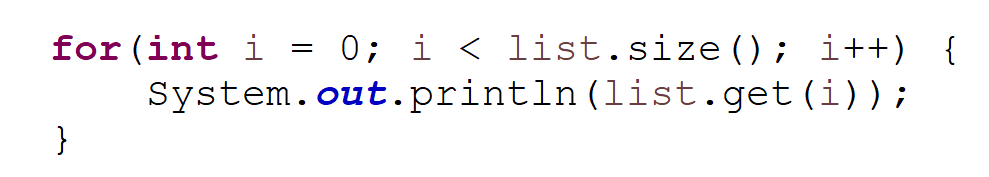 for(int i = 0; i < list.size(); i++) {
    System.out.println(list.get(i));
}